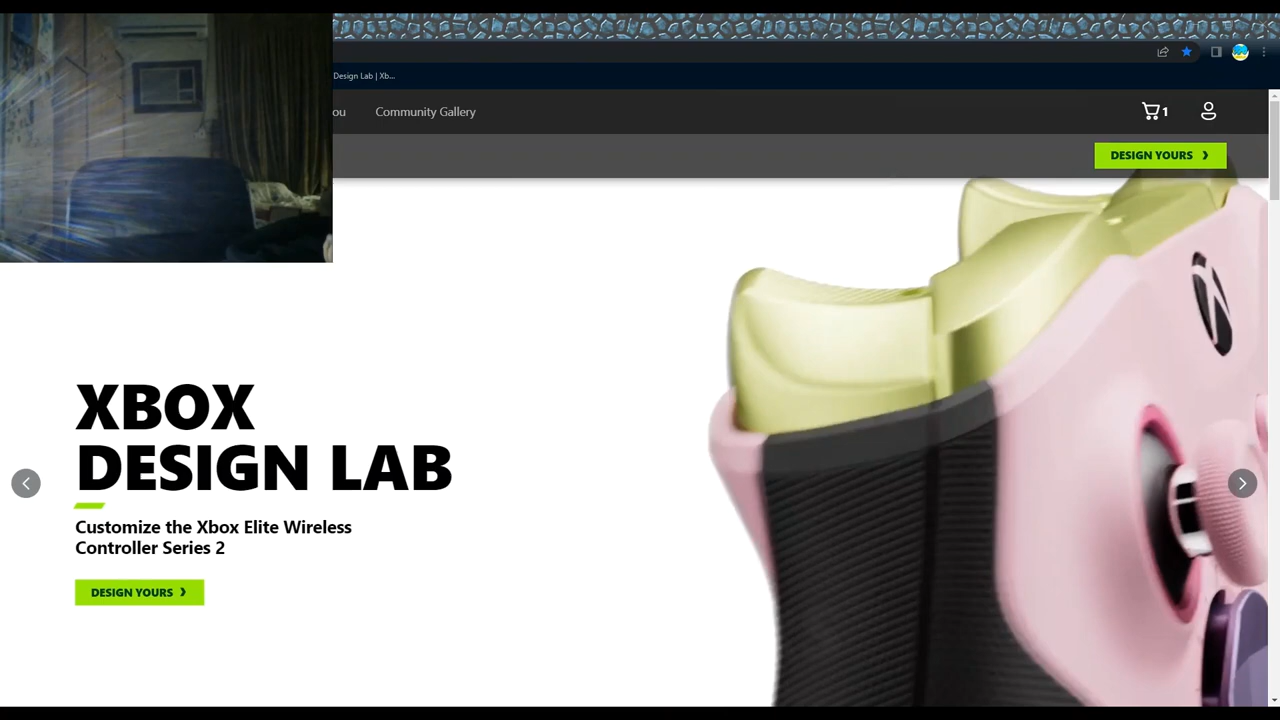 Design Lab | Xb...
ou
Community Gallery
1
DESIGN YOURS
XBOX
DESIGN LAB
Customize the Xbox Elite Wireless
Controller Series 2
DESIGN YOURS